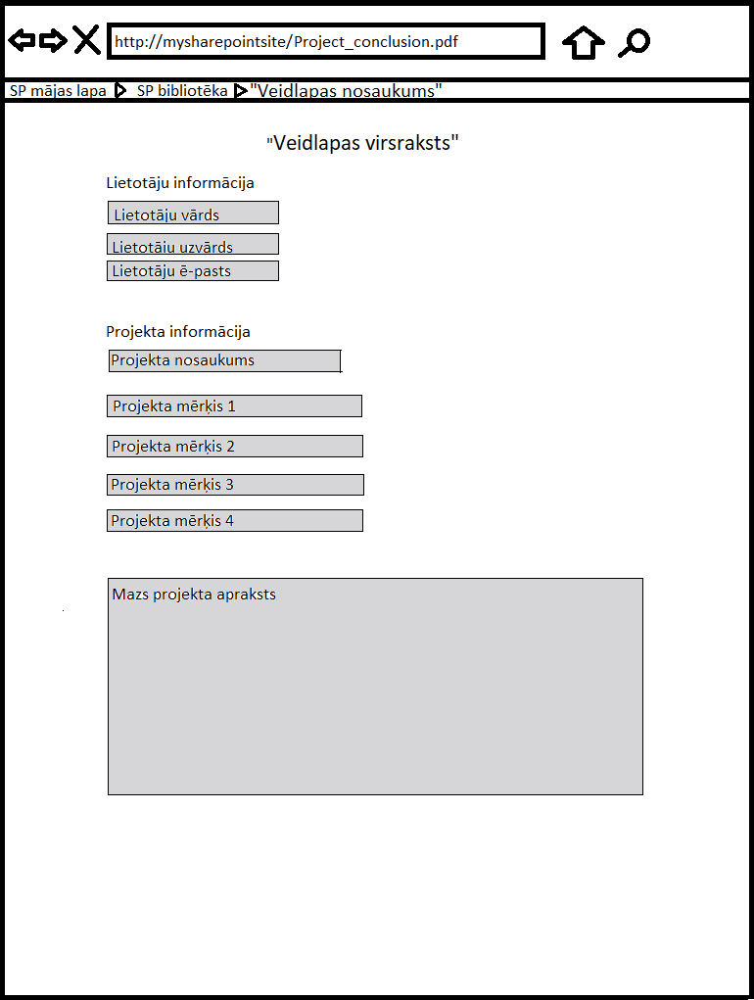 http://mysharepointsite/Project_conclusion.pdf
SP mājas lapa SP bibliotēka "Veidlapas nosaukums"
"Veidlapas virsraksts"
Lietotāju informācija
Lietotāju vārds
Lietotāju uzvārds
Lietotāju ē-pasts
Projekta informācija
Projekta nosaukums
Projekta mērķis 1
Projekta mērķis 2
Projekta mērķis 3
Projekta mērķis 4
Mazs projekta apraksts